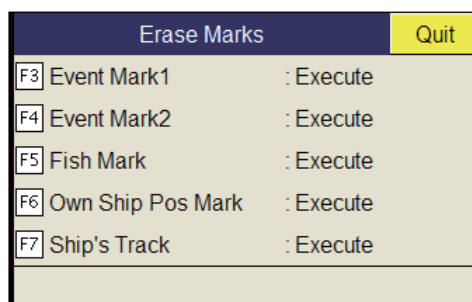 Erase Marks Quit
F3 Event Mark1 : Execute
F4 Event Mark2 : Execute
F5 Fish Mark : Execute
F6 Own Ship Pos Mark : Execute
F7 Ship's Track : Execute